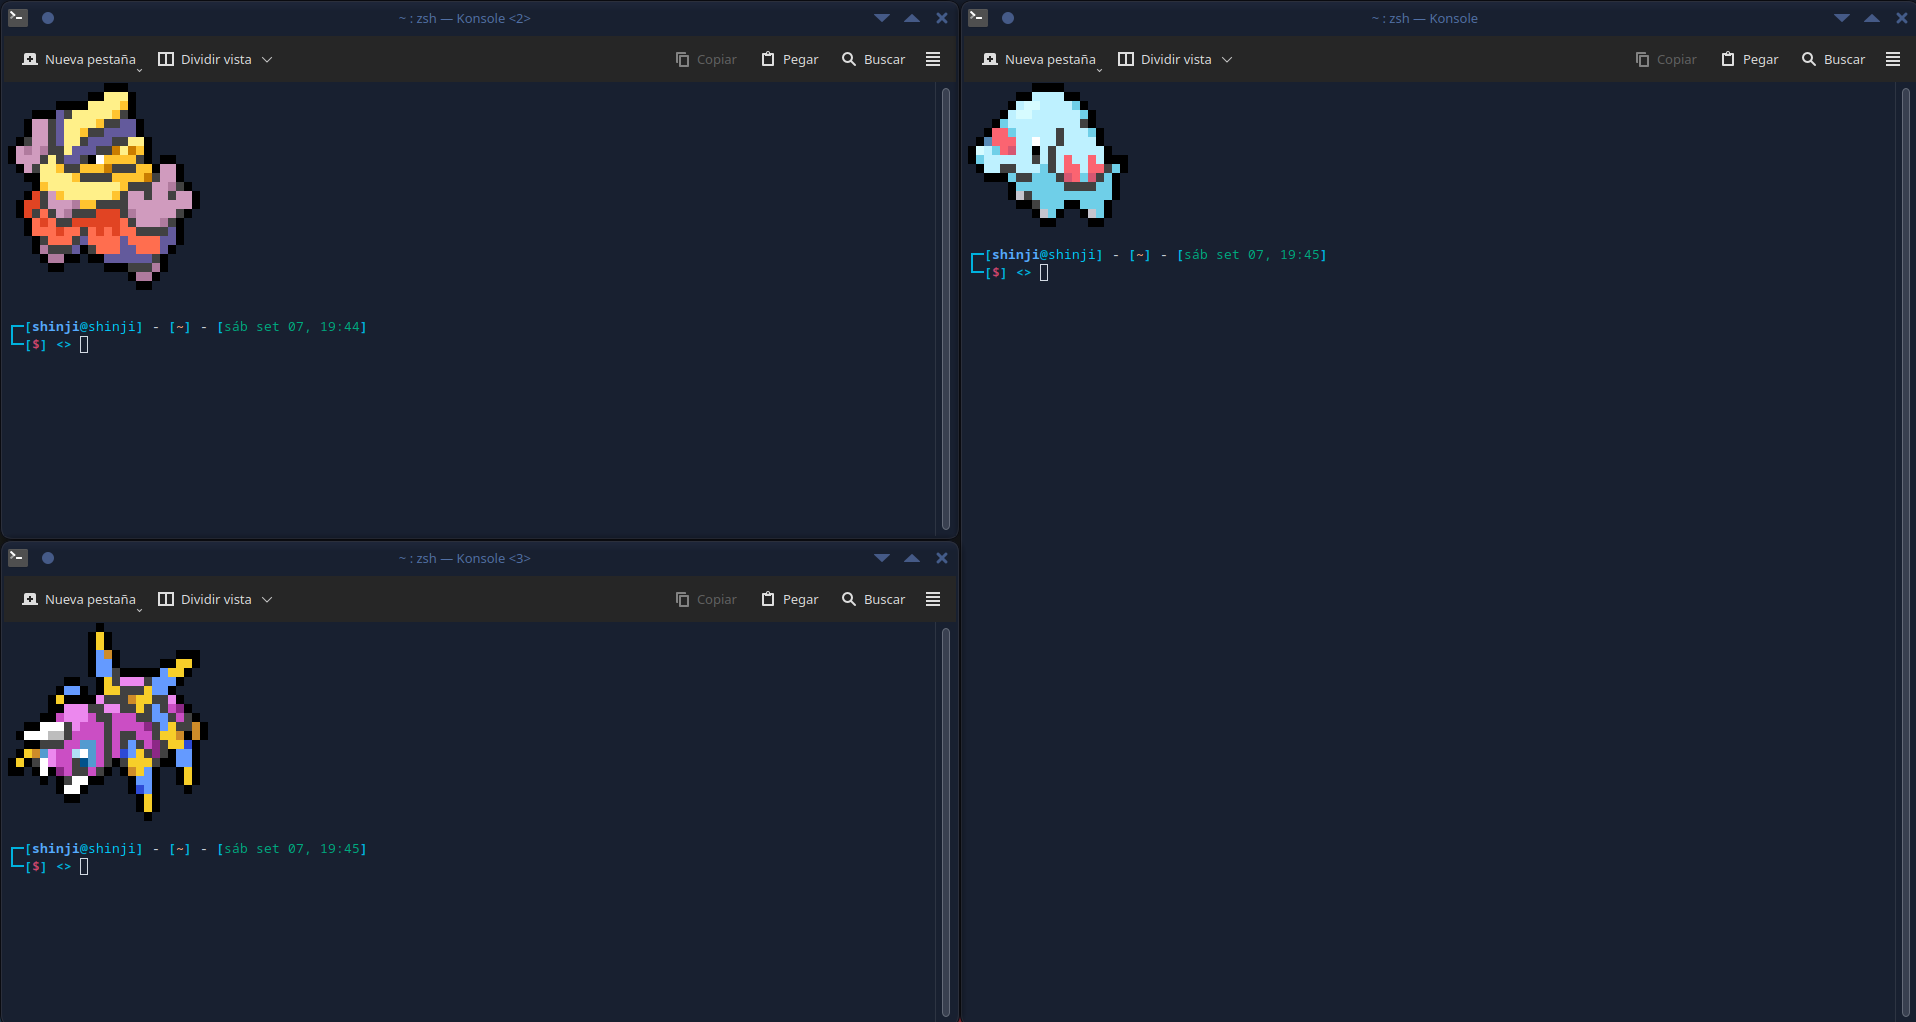 ~ : zsh — Konsole <2>
Nueva pestaña Dividir vista Copiar Pegar Buscar
[shinji@shinji] - [~] - [sáb set 07, 19:44]
[$] <>
~ : zsh — Konsole <3>
Nueva pestaña Dividir vista Copiar Pegar Buscar
[shinji@shinji] - [~] - [sáb set 07, 19:45]
[$] <>
~ : zsh — Konsole
Nueva pestaña Dividir vista Copiar Pegar Buscar
[shinji@shinji] - [~] - [sáb set 07, 19:45]
[$] <>